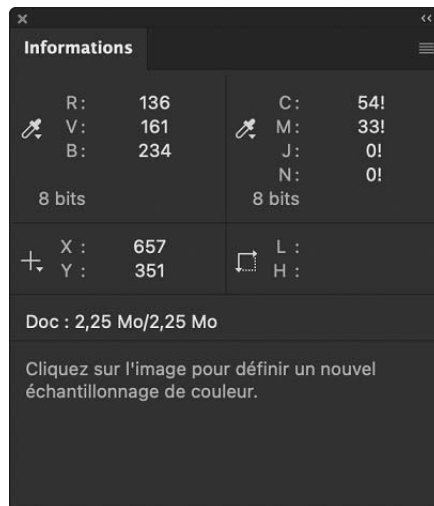 Informations
R: 136
V: 161
B: 234
8 bits
C: 54!
M: 33!
J: 0!
N: 0!
8 bits
X : 657
Y : 351
L :
H :
Doc : 2,25 Mo/2,25 Mo
Cliquez sur l'image pour définir un nouvel
échantillonnage de couleur.